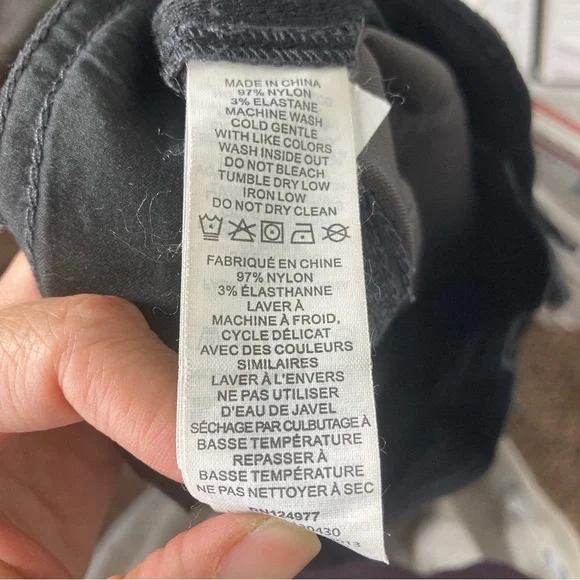 MADE IN CHINA
97% NYLON
3% ELASTANE
MACHINE WASH
COLD GENTLE
WITH LIKE COLORS
WASH INSIDE OUT
DO NOT BLEACH
TUMBLE DRY LOW
IRON LOW
DO NOT DRY CLEAN
FABRIQUÉ EN CHINE
97% NYLON
3% ÉLASTHANNE
LAVER À
MACHINE À FROID,
CYCLE DÉLICAT
AVEC DES COULEURS
SIMILAIRES
LAVER À L'ENVERS
NE PAS UTILISER
D'EAU DE JAVEL
SÉCHAGE PAR CULBUTAGE À
BASSE TEMPÉRATURE
REPASSER À
BASSE TEMPÉRATURE
NE PAS NETTOYER À SEC
RN124977